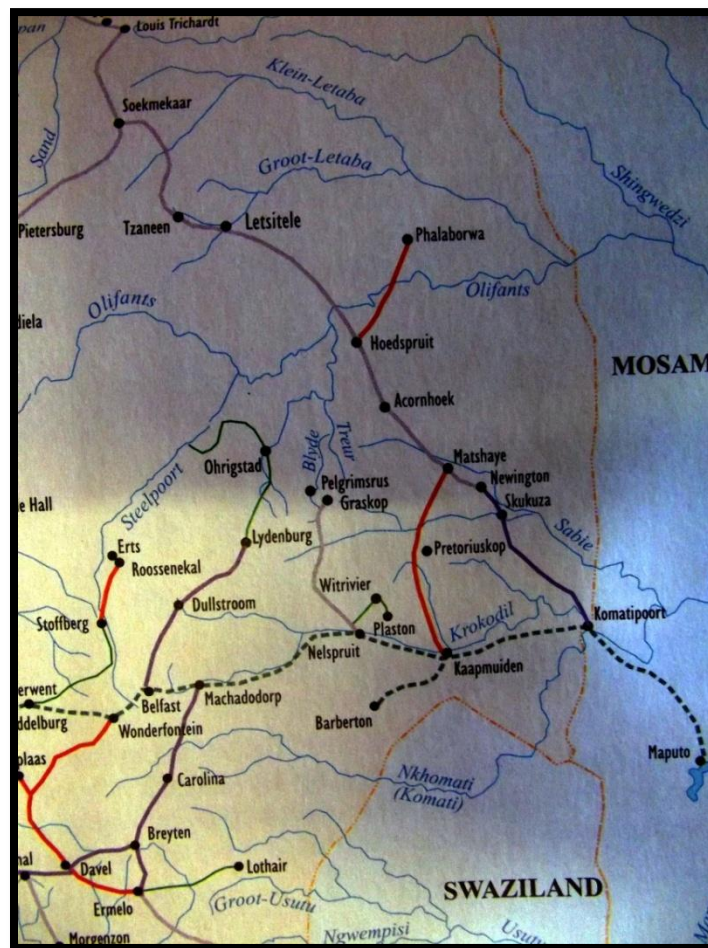 pan
Louis Trichardt
Klein-Letaba
Soekmekaar
Sand
Groot-Letaba
Shingwedzi
Pietersburg
Tzaneen
Letsitele
Phalaborwa
Olifants
Olifants
diela
Hoedspruit
MOSAM
Acornhoek
Treur
Blyde
Ohrigstad
Matshaye
Steelpoort
Pelgrimsrus
Newington
e Hall
Graskop
Skukuza
Sabie
Lydenburg
Erts
Pretoriuskop
Roossenekal
Witrivier
Dullstroom
Krokodil
Komatipoort
Stoffberg
Plaston
Nelspruit
Kaapmuiden
erwent
Belfast
Machadodorp
ddelburg
Wonderfontein
Barberton
Maputo
plaas
Carolina
Nkhomati
(Komati)
Breyten
nal
Davel
Lothair
SWAZILAND
Ermelo
Groot-Usutu
Usutu
Morgenzon
Ngwempisi